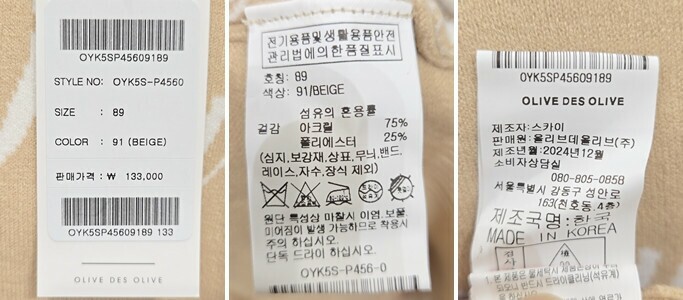 OYK5SP45609189
STYLE NO: OYK5S-P4560
SIZE : 89
COLOR : 91 (BEIGE)
판매가격 : ₩ 133,000
OYK5SP45609189 133
OLIVE DES OLIVE
전기용품및생활용품안전
관리법에의한품질표시
호칭: 89
색상: 91/BEIGE
섬유의 혼용률
겉감 아크릴 75%
폴리에스터 25%
(심지,보강재,상표,무늬,밴드,
레이스,자수,장식 제외)
원단 특성상 마찰시 이염,보풀,
미어짐이 발생 가능하므로 착용시
주의 하십시오.
단독 드라이 하십시오.
OYK5S-P456-0
OYK5SP45609189
OLIVE DES OLIVE
제조자:스카이
판매원:올리브데올리브(주)
제조년월:2024년12월
소비자상담실
080-805-0858
서울특별시 강동구 성안로
163(천호동,4층)
제조국명:한국
MADE IN KOREA
검
사